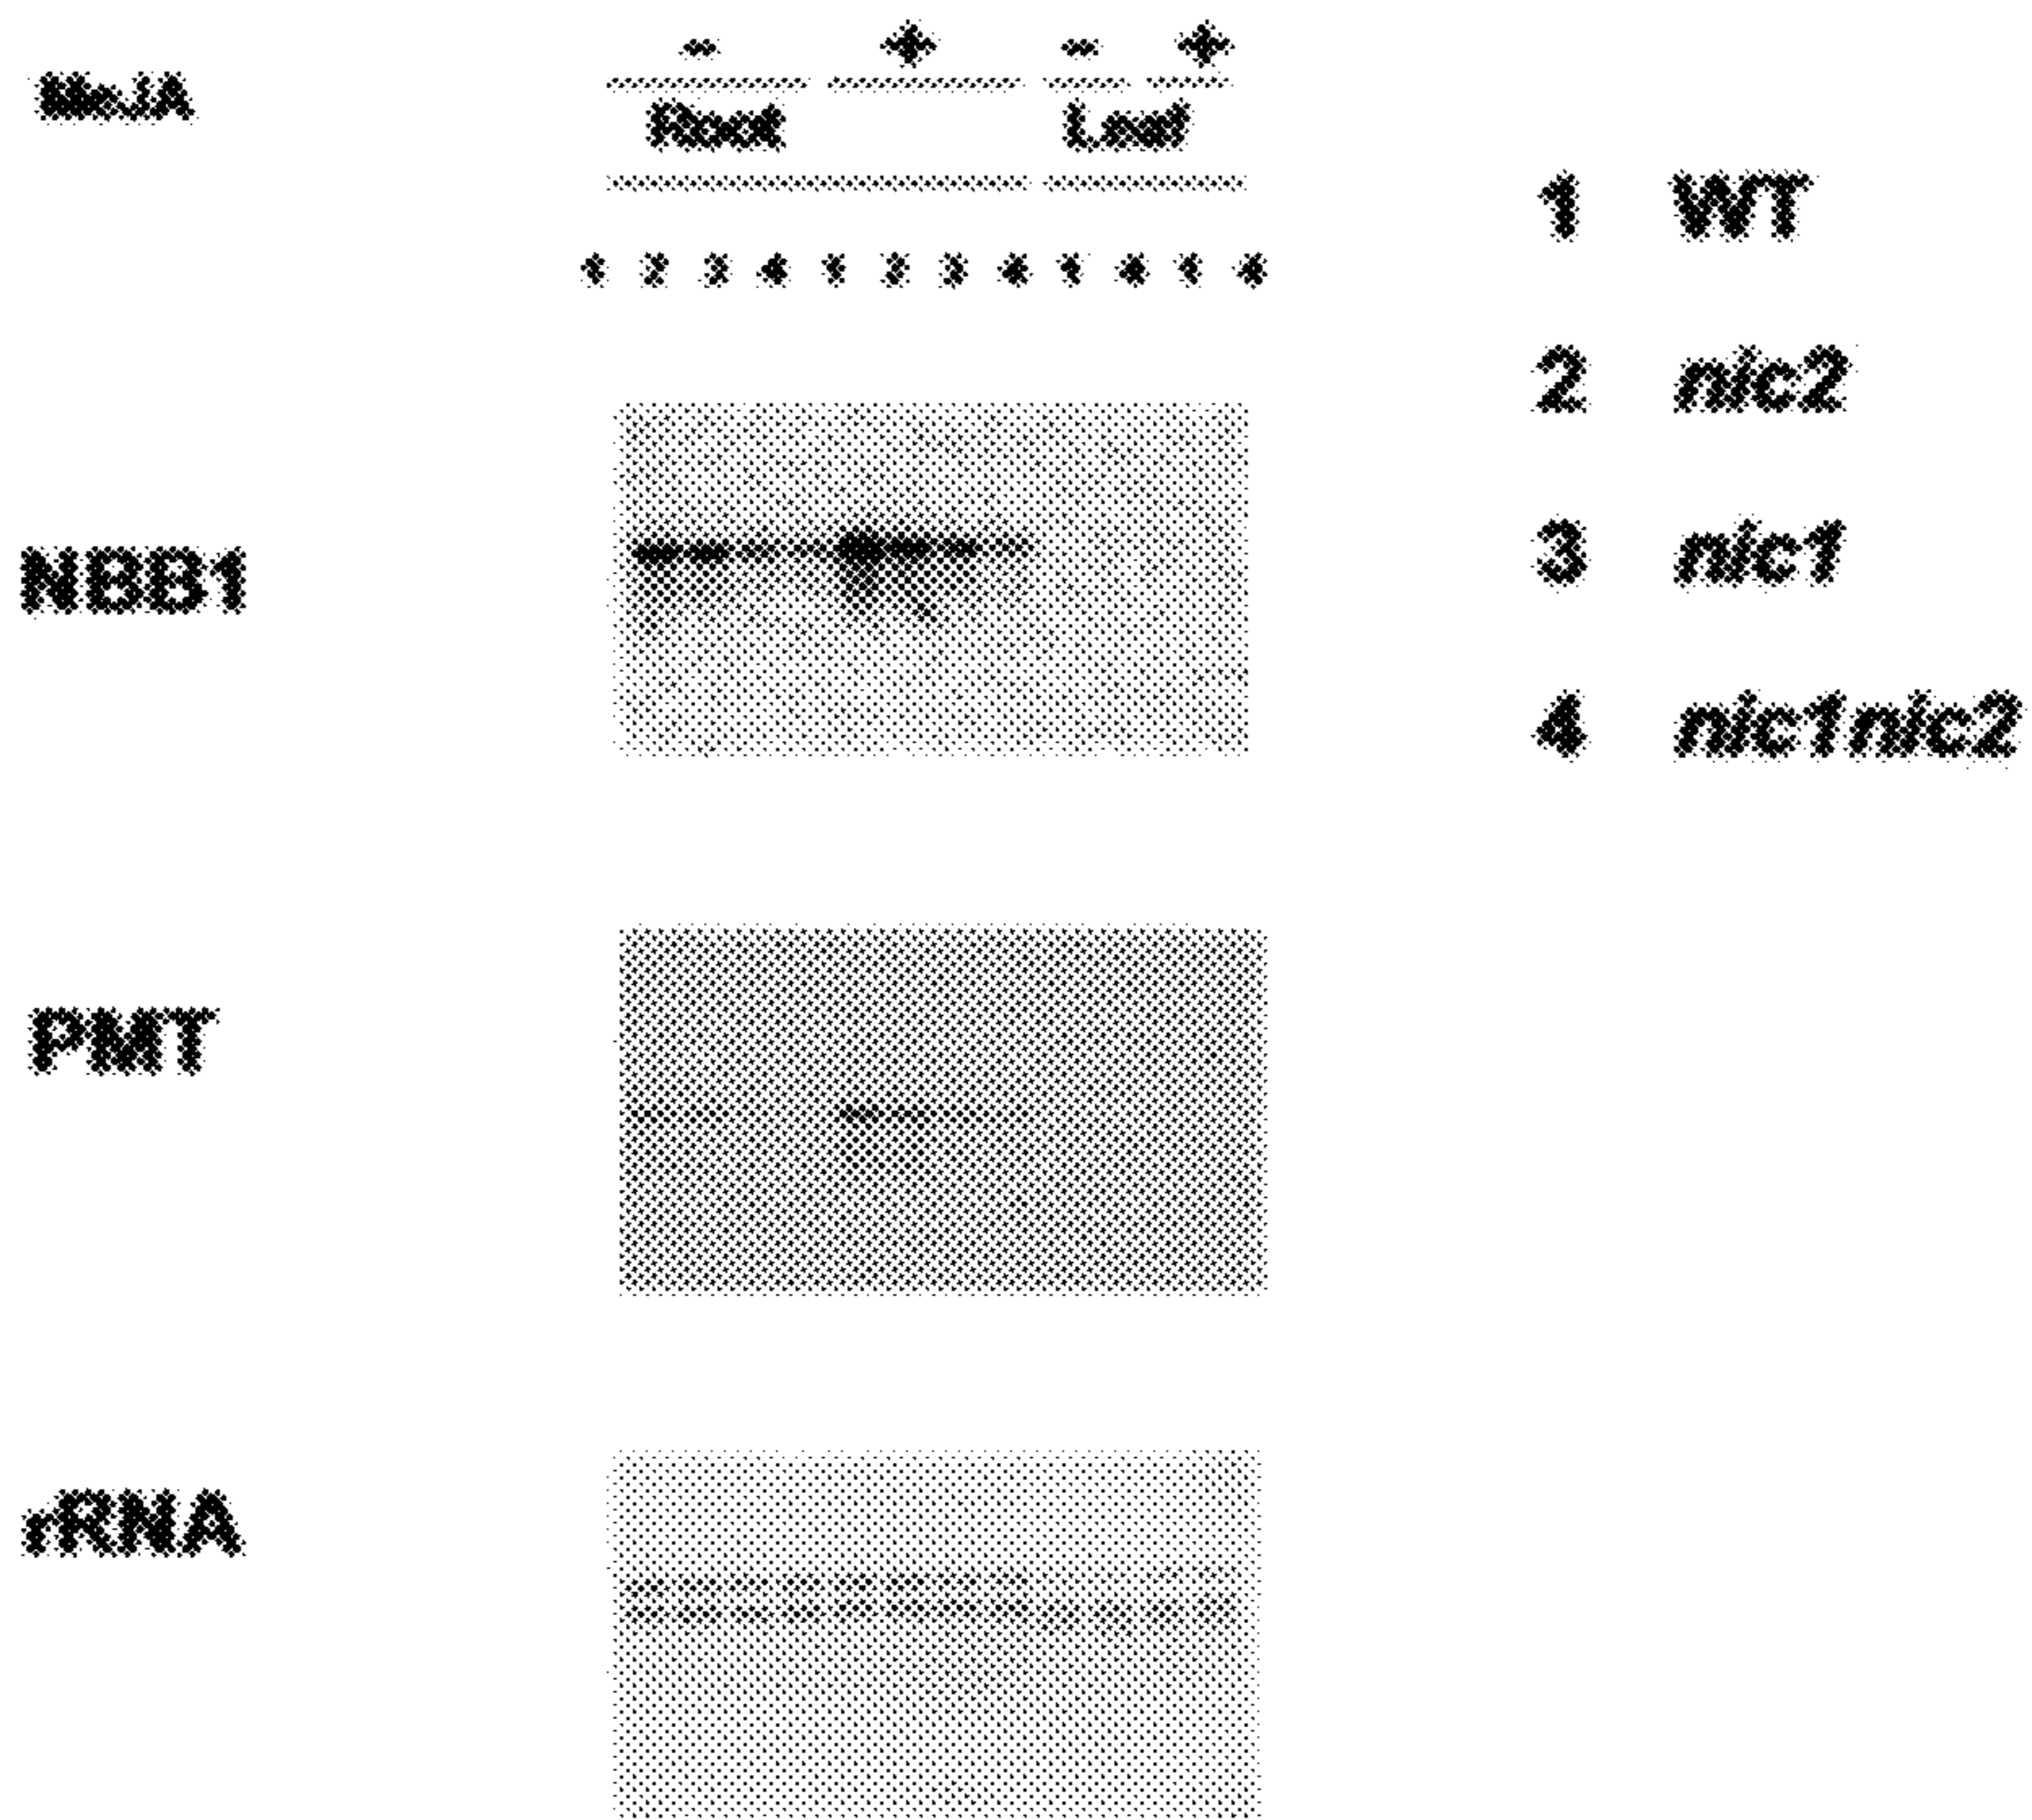 - + - +
MeJA
Root Leaf
1 WT
1 2 3 4 1 2 3 4 1 4 1 4
2 nic2
3 nic1
NBB1
4 nic1nic2
PMT
rRNA